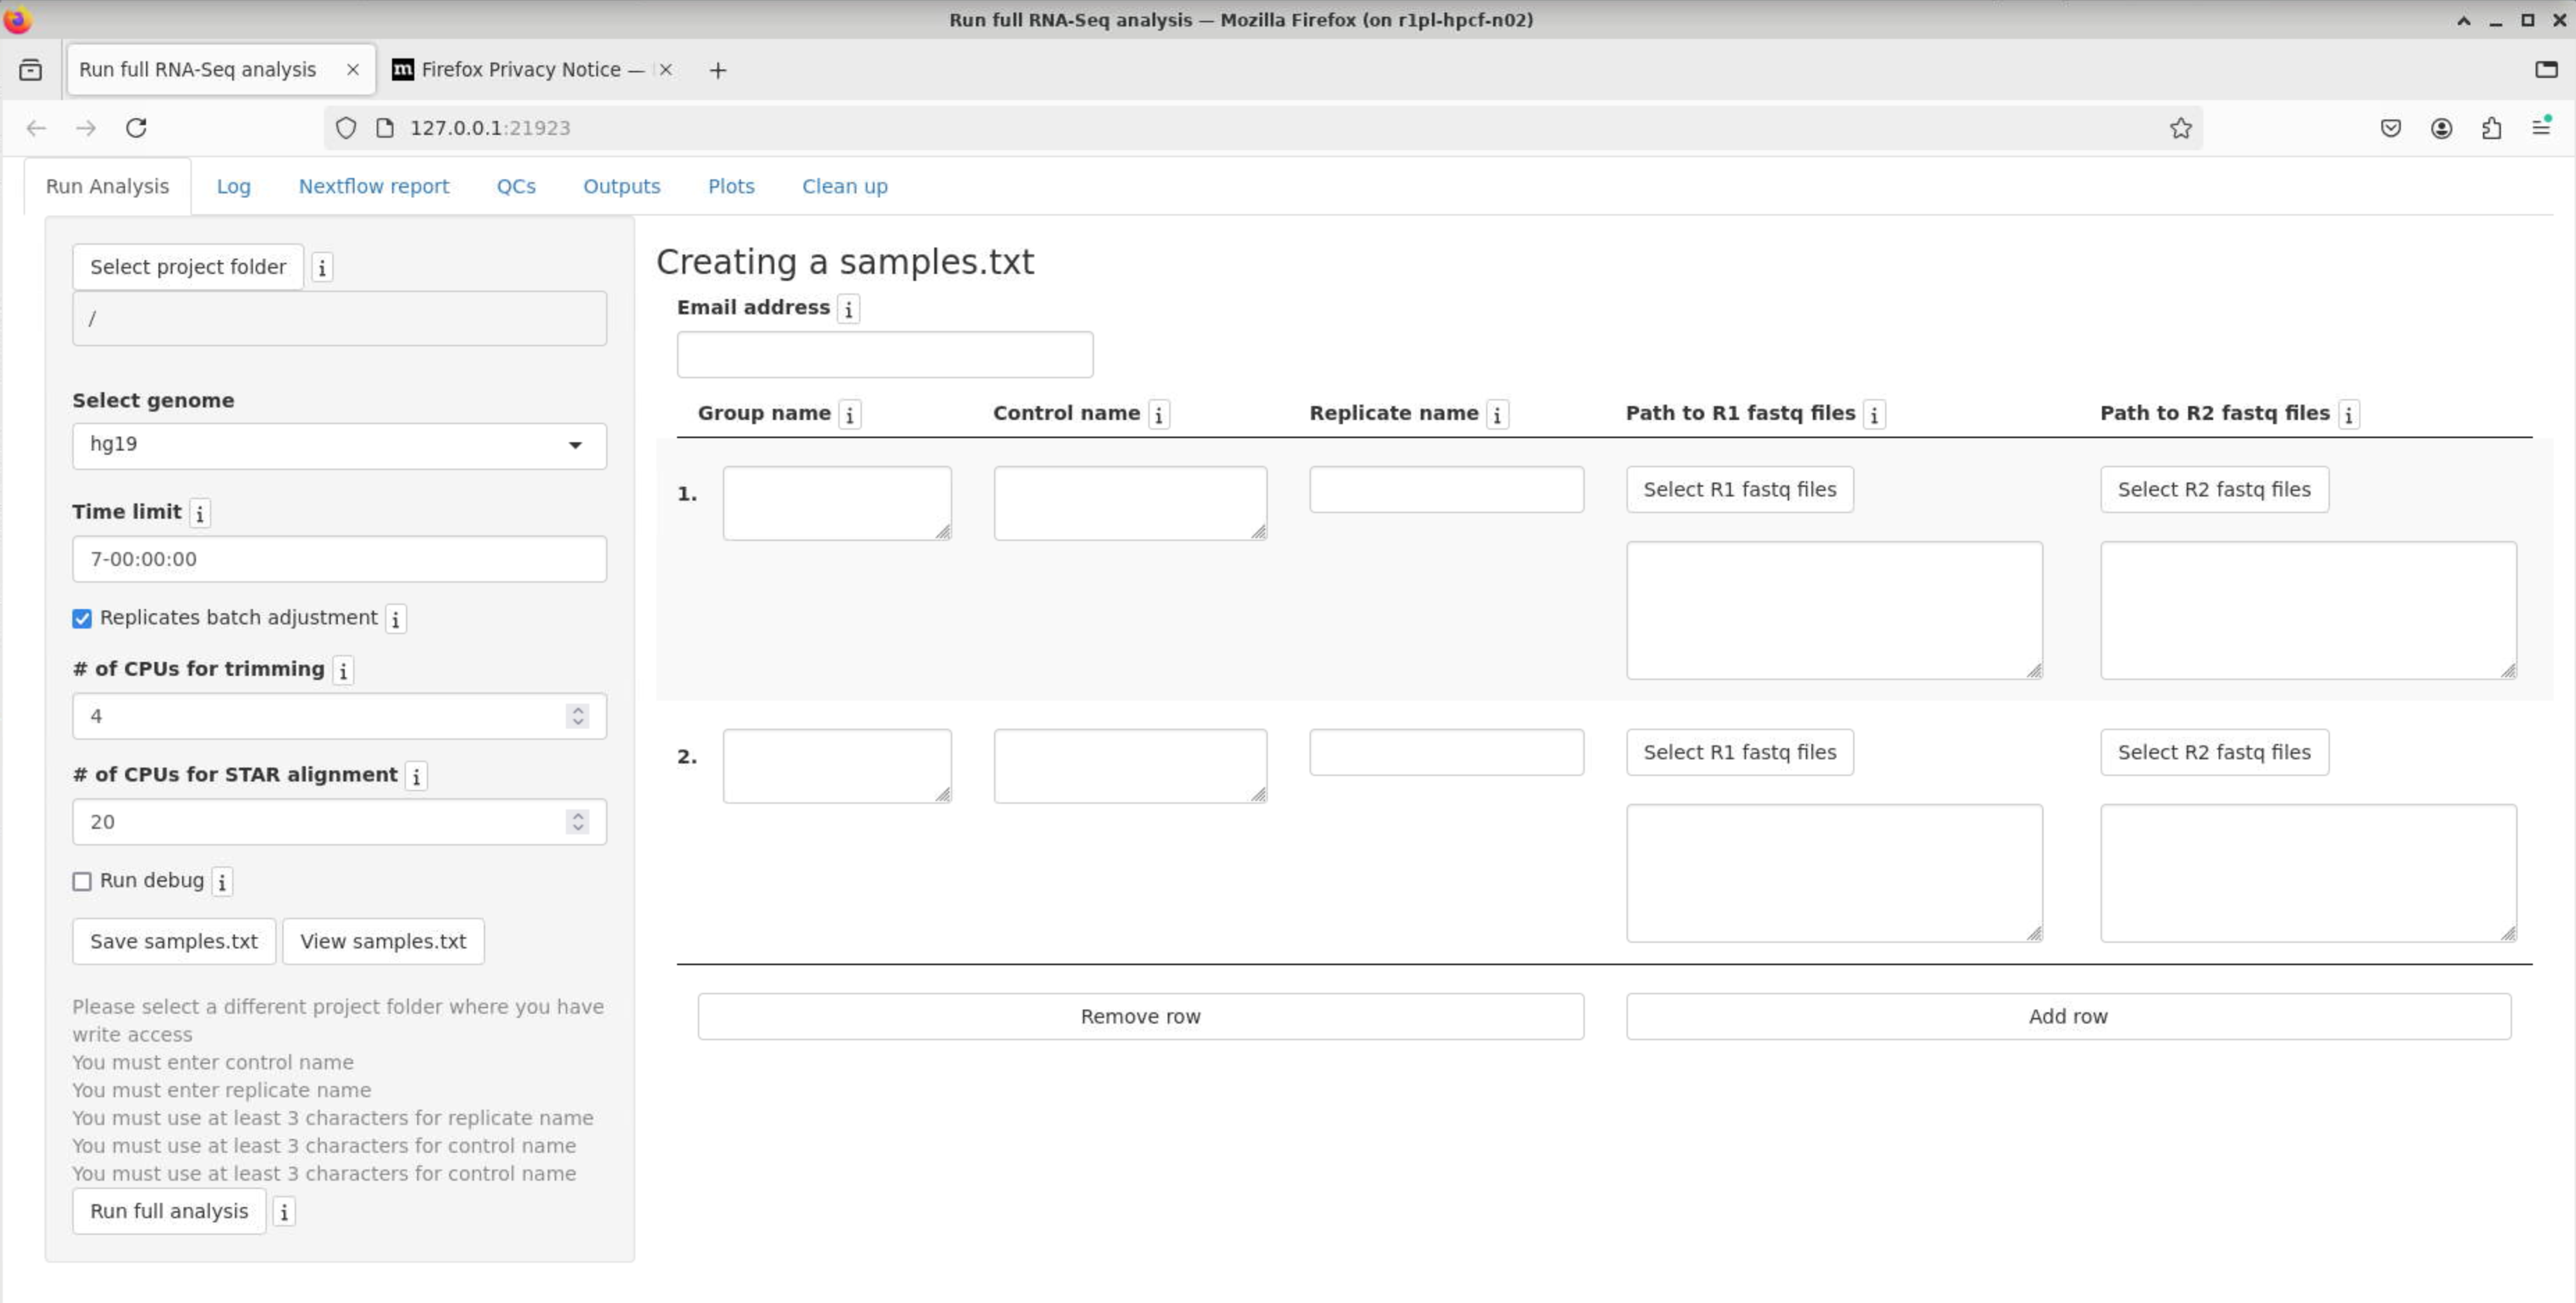 Run full RNA-Seq analysis — Mozilla Firefox (on r1pl-hpcf-n02)
Run full RNA-Seq analysis
Firefox Privacy Notice —
127.0.0.1:21923
Run Analysis Log Nextflow report QCs Outputs Plots Clean up
Select project folder i
/
Select genome
hg19
Time limit i
7-00:00:00
Replicates batch adjustment i
# of CPUs for trimming i
4
# of CPUs for STAR alignment i
20
Run debug i
Save samples.txt View samples.txt
Please select a different project folder where you have
write access
You must enter control name
You must enter replicate name
You must use at least 3 characters for replicate name
You must use at least 3 characters for control name
You must use at least 3 characters for control name
Run full analysis i
Creating a samples.txt
Email address i
Group name i Control name i Replicate name i Path to R1 fastq files i Path to R2 fastq files i
1. Select R1 fastq files Select R2 fastq files
2. Select R1 fastq files Select R2 fastq files
Remove row Add row